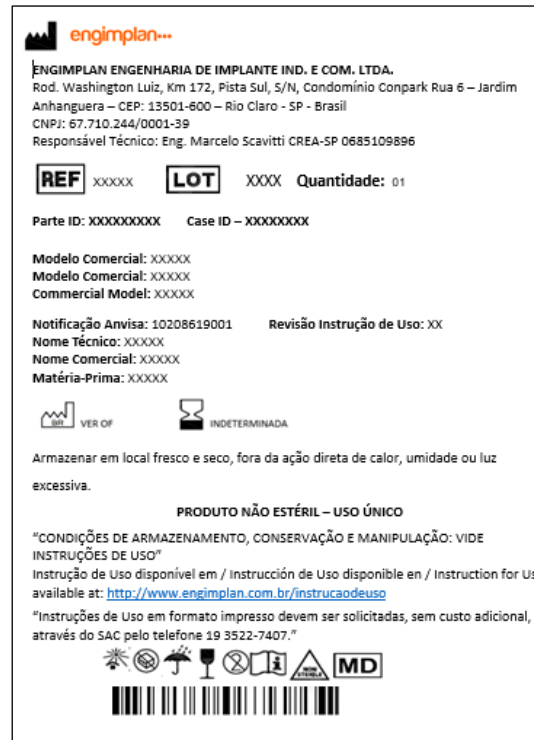 engimplan
ENGIMPLAN ENGENHARIA DE IMPLANTE IND. E COM. LTDA.
Rod. Washington Luiz, Km 172, Pista Sul, S/N, Condomínio Conpark Rua 6 – Jardim
Anhanguera – CEP: 13501-600 – Rio Claro - SP - Brasil
CNPJ: 67.710.244/0001-39
Responsável Técnico: Eng. Marcelo Scavitti CREA-SP 0685109896
REF XXXXX LOT XXXX Quantidade: 01
Parte ID: XXXXXXXXX Case ID – XXXXXXXX
Modelo Comercial: XXXXX
Modelo Comercial: XXXXX
Commercial Model: XXXXX
Notificação Anvisa: 10208619001 Revisão Instrução de Uso: XX
Nome Técnico: XXXXX
Nome Comercial: XXXXX
Matéria-Prima: XXXXX
BR VER OF INDETERMINADA
Armazenar em local fresco e seco, fora da ação direta de calor, umidade ou luz
excessiva.
PRODUTO NÃO ESTÉRIL – USO ÚNICO
"CONDIÇÕES DE ARMAZENAMENTO, CONSERVAÇÃO E MANIPULAÇÃO: VIDE
INSTRUÇÕES DE USO"
Instrução de Uso disponível em / Instrucción de Uso disponible en / Instruction for Us
available at: http://www.engimplan.com.br/instrucaodeuso
"Instruções de Uso em formato impresso devem ser solicitadas, sem custo adicional,
através do SAC pelo telefone 19 3522-7407."
NON STERILE MD